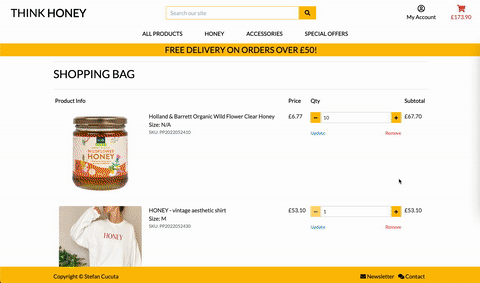 THINK HONEY
Search our site
My Account
£173.90
ALL PRODUCTS HONEY ACCESSORIES SPECIAL OFFERS
FREE DELIVERY ON ORDERS OVER £50!
SHOPPING BAG
Product Info Price Qty Subtotal
Holland & Barrett Organic Wild Flower Clear Honey £6.77 − 10 + £67.70
Size: N/A
SKU: PP2022052410
Update Remove
WILDFLOWER
HONEY
HONEY - vintage aesthetic shirt £53.10 − 1 + £53.10
Size: M
SKU: PP2022052430
Update Remove
HONEY
Copyright © Stefan Cucuta Newsletter Contact